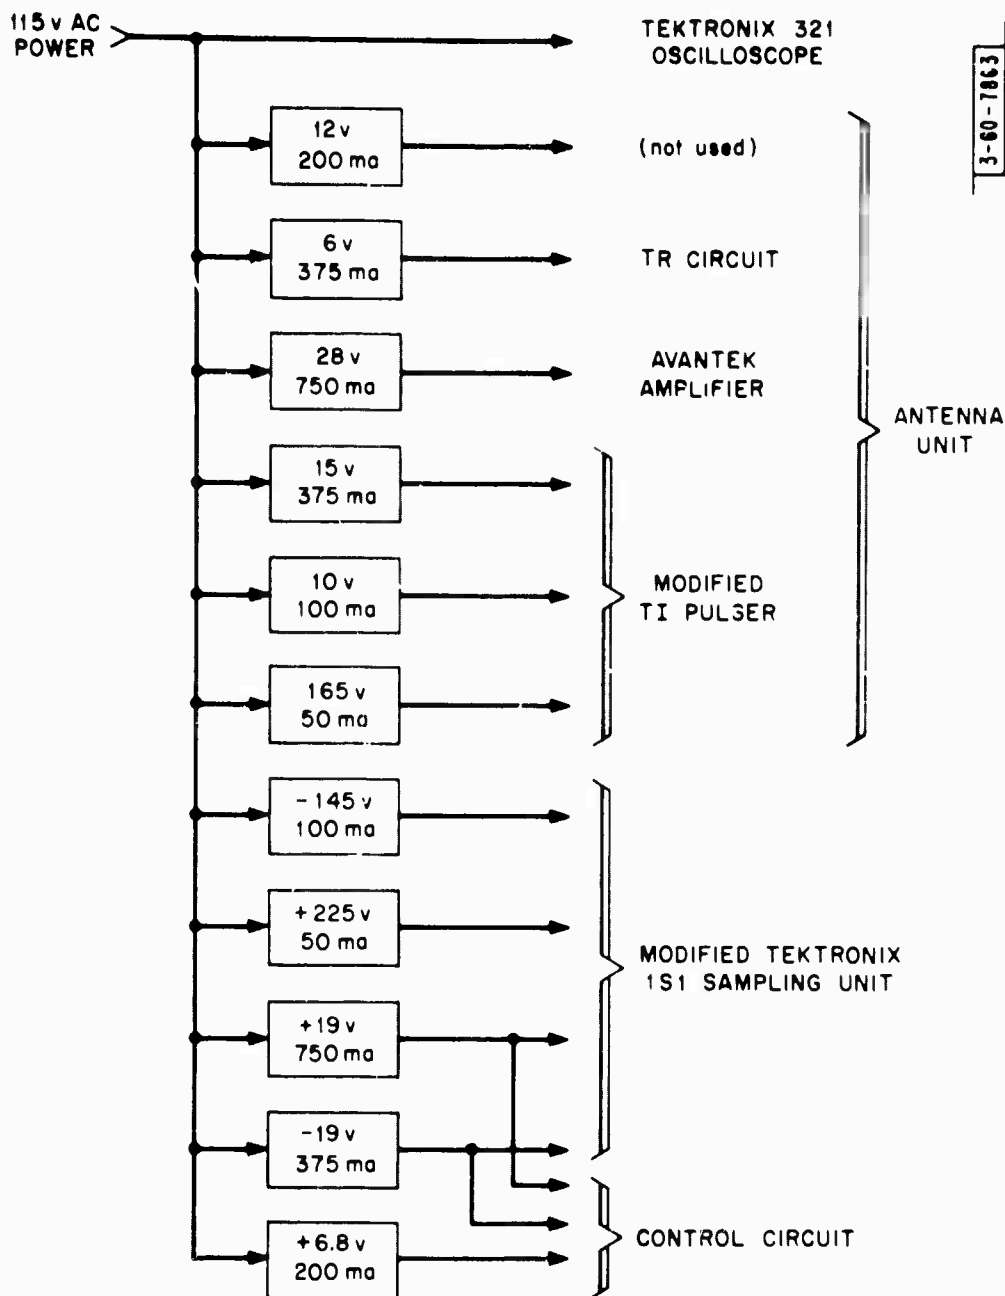 115 v AC
POWER
TEKTRONIX 321
OSCILLOSCOPE
3-60-7863
12 v
200 ma
(not used)
6 v
375 ma
TR CIRCUIT
28 v
750 ma
AVANTEK
AMPLIFIER
ANTENNA
UNIT
15 v
375 ma
10 v
100 ma
MODIFIED
TI PULSER
165 v
50 ma
-145 v
100 ma
+225 v
50 ma
MODIFIED TEKTRONIX
1S1 SAMPLING UNIT
+19 v
750 ma
-19 v
375 ma
CONTROL CIRCUIT
+6.8 v
200 ma